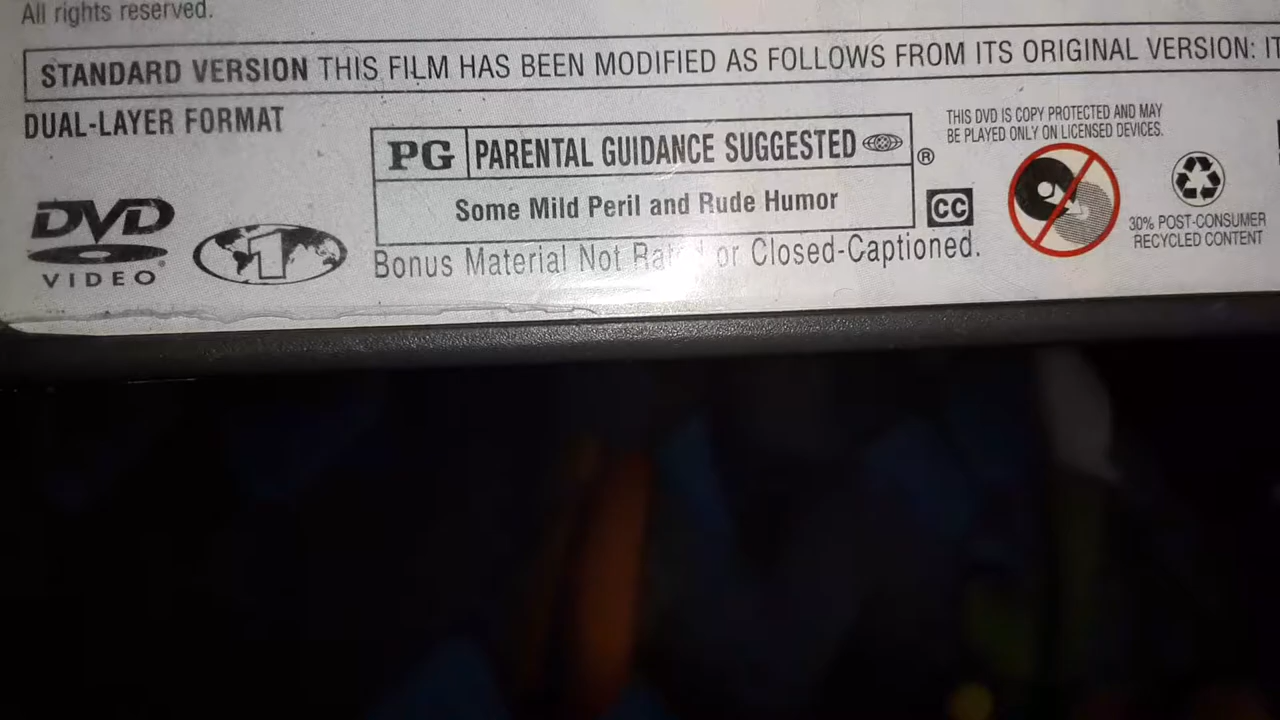 All rights reserved.
STANDARD VERSION THIS FILM HAS BEEN MODIFIED AS FOLLOWS FROM ITS ORIGINAL VERSION: IT
DUAL-LAYER FORMAT
THIS DVD IS COPY PROTECTED AND MAY
BE PLAYED ONLY ON LICENSED DEVICES.
PG PARENTAL GUIDANCE SUGGESTED ®
Some Mild Peril and Rude Humor
CC
DVD
VIDEO
1
Bonus Material Not Rated or Closed-Captioned.
30% POST-CONSUMER
RECYCLED CONTENT